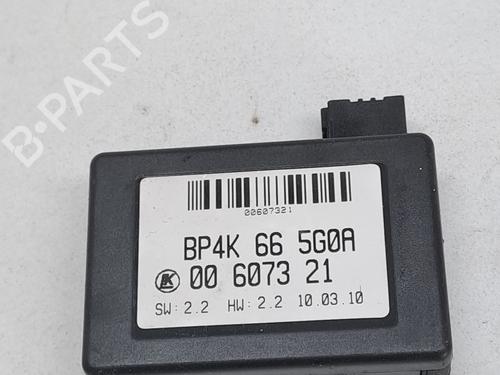 B-PARTS
00607321
BP4K 66 5G0A
K 00 6073 21
SW: 2.2 HW: 2.2 10.03.10